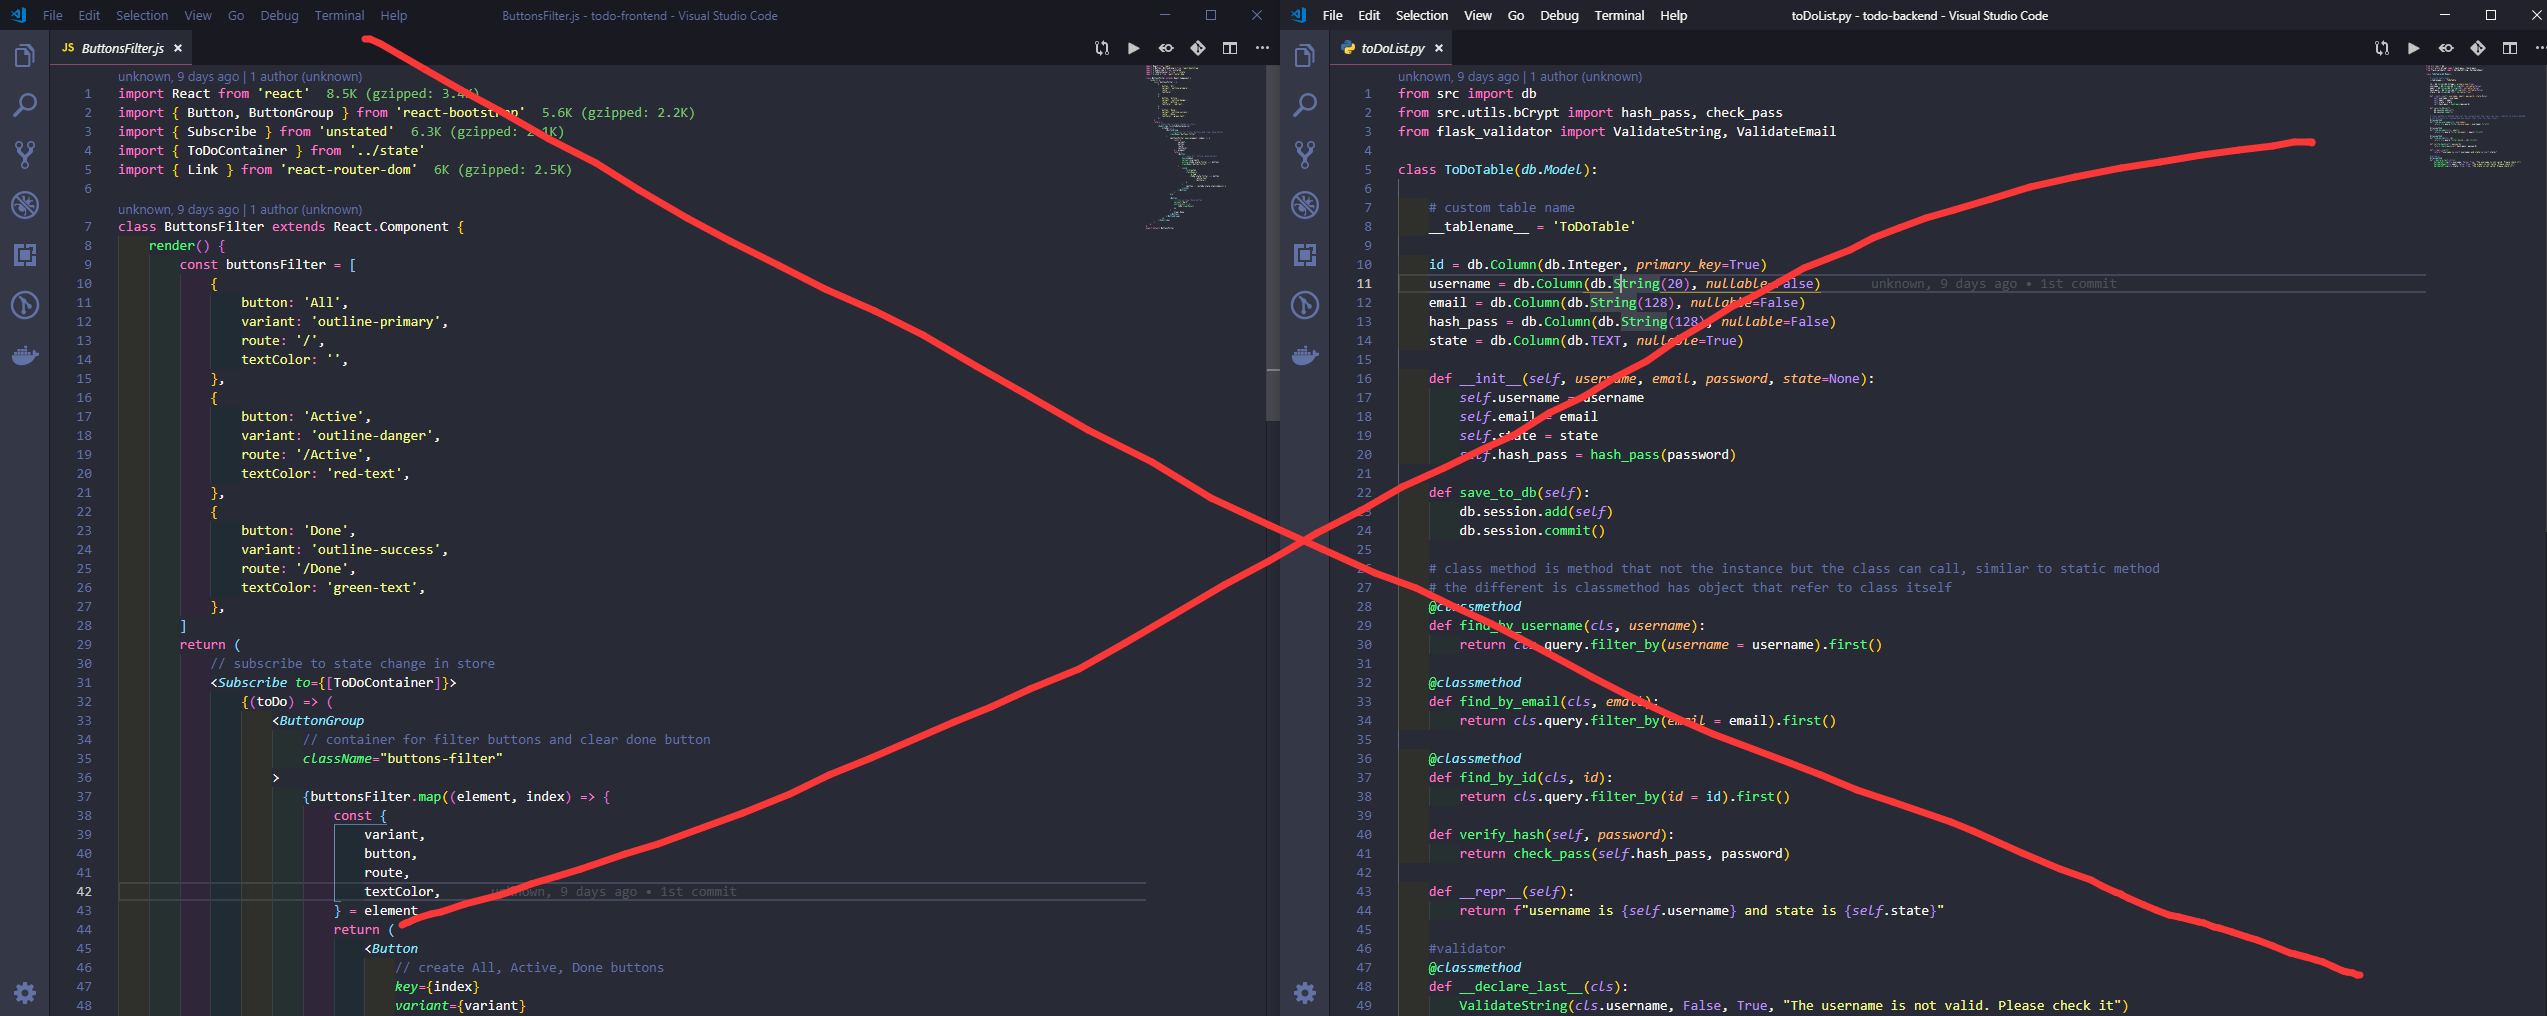 File Edit Selection View Go Debug Terminal Help
ButtonsFilter.js - todo-frontend - Visual Studio Code
JS ButtonsFilter.js
unknown, 9 days ago | 1 author (unknown)
1 import React from 'react' 8.5K (gzipped: 3.4K)
2 import { Button, ButtonGroup } from 'react-bootstrap' 5.6K (gzipped: 2.2K)
3 import { Subscribe } from 'unstated' 6.3K (gzipped: 2.1K)
4 import { ToDoContainer } from '../state'
5 import { Link } from 'react-router-dom' 6K (gzipped: 2.5K)
6
unknown, 9 days ago | 1 author (unknown)
7 class ButtonsFilter extends React.Component {
8 render() {
9 const buttonsFilter = [
10 {
11 button: 'All',
12 variant: 'outline-primary',
13 route: '/',
14 textColor: '',
15 },
16 {
17 button: 'Active',
18 variant: 'outline-danger',
19 route: '/Active',
20 textColor: 'red-text',
21 },
22 {
23 button: 'Done',
24 variant: 'outline-success',
25 route: '/Done',
26 textColor: 'green-text',
27 },
28 ]
29 return (
30 // subscribe to state change in store
31 <Subscribe to={[ToDoContainer]}>
32 {(toDo) => (
33 <ButtonGroup
34 // container for filter buttons and clear done button
35 className="buttons-filter"
36 >
37 {buttonsFilter.map((element, index) => {
38 const {
39 variant,
40 button,
41 route,
42 textColor, unknown, 9 days ago • 1st commit
43 } = element
44 return (
45 <Button
46 // create All, Active, Done buttons
47 key={index}
48 variant={variant}
File Edit Selection View Go Debug Terminal Help
toDoList.py - todo-backend - Visual Studio Code
toDoList.py
unknown, 9 days ago | 1 author (unknown)
1 from src import db
2 from src.utils.bCrypt import hash_pass, check_pass
3 from flask_validator import ValidateString, ValidateEmail
4
5 class ToDoTable(db.Model):
6
7 # custom table name
8 __tablename__ = 'ToDoTable'
9
10 id = db.Column(db.Integer, primary_key=True)
11 username = db.Column(db.String(20), nullable=False) unknown, 9 days ago • 1st commit
12 email = db.Column(db.String(128), nullable=False)
13 hash_pass = db.Column(db.String(128), nullable=False)
14 state = db.Column(db.TEXT, nullable=True)
15
16 def __init__(self, username, email, password, state=None):
17 self.username = username
18 self.email = email
19 self.state = state
20 self.hash_pass = hash_pass(password)
21
22 def save_to_db(self):
23 db.session.add(self)
24 db.session.commit()
25
26 # class method is method that not the instance but the class can call, similar to static method
27 # the different is classmethod has object that refer to class itself
28 @classmethod
29 def find_by_username(cls, username):
30 return cls.query.filter_by(username = username).first()
31
32 @classmethod
33 def find_by_email(cls, email):
34 return cls.query.filter_by(email = email).first()
35
36 @classmethod
37 def find_by_id(cls, id):
38 return cls.query.filter_by(id = id).first()
39
40 def verify_hash(self, password):
41 return check_pass(self.hash_pass, password)
42
43 def __repr__(self):
44 return f"username is {self.username} and state is {self.state}"
45
46 #validator
47 @classmethod
48 def __declare_last__(cls):
49 ValidateString(cls.username, False, True, "The username is not valid. Please check it")